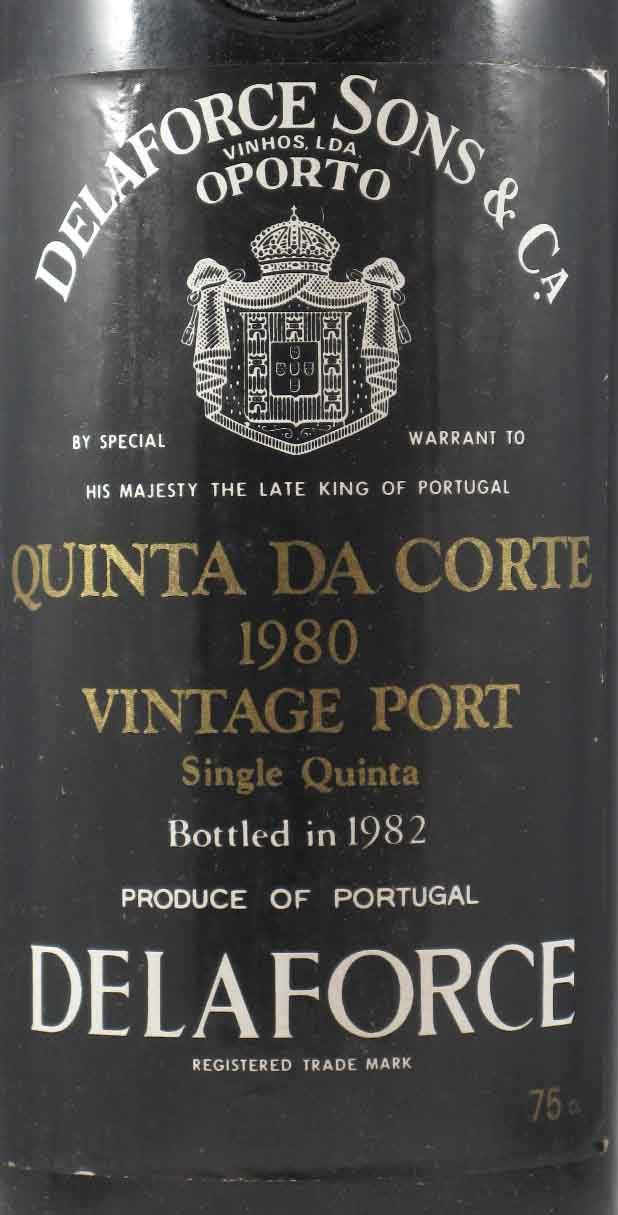 DELAFORCE SONS & CA.
VINHOS, LDA.
OPORTO
BY SPECIAL WARRANT TO
HIS MAJESTY THE LATE KING OF PORTUGAL
QUINTA DA CORTE
1980
VINTAGE PORT
Single Quinta
Bottled in 1982
PRODUCE OF PORTUGAL
DELAFORCE
REGISTERED TRADE MARK
75